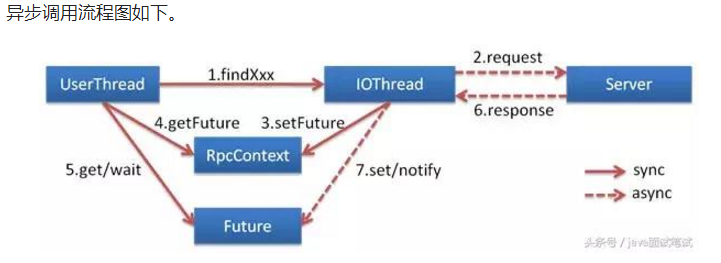 异步调用流程图如下。
1.findXxx
2.request
UserThread
IOThread
Server
6.response
4.getFuture
3.setFuture
RpcContext
5.get/wait
7.set/notify
sync
async
Future
头条号 / java面试笔试